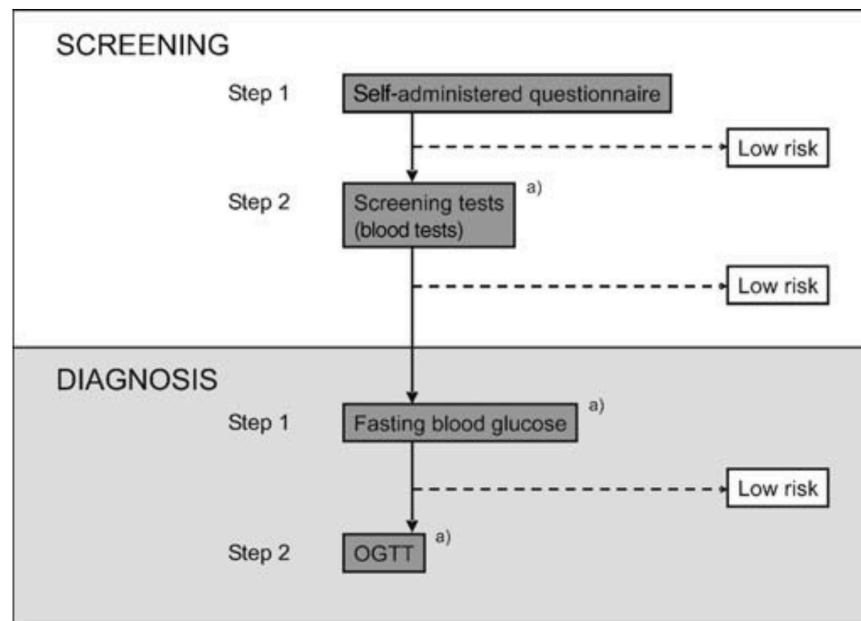 SCREENING
Step 1
Self-administered questionnaire
Low risk
Step 2
Screening tests
(blood tests)
a)
Low risk
DIAGNOSIS
Step 1
Fasting blood glucose
a)
Low risk
Step 2
OGTT
a)